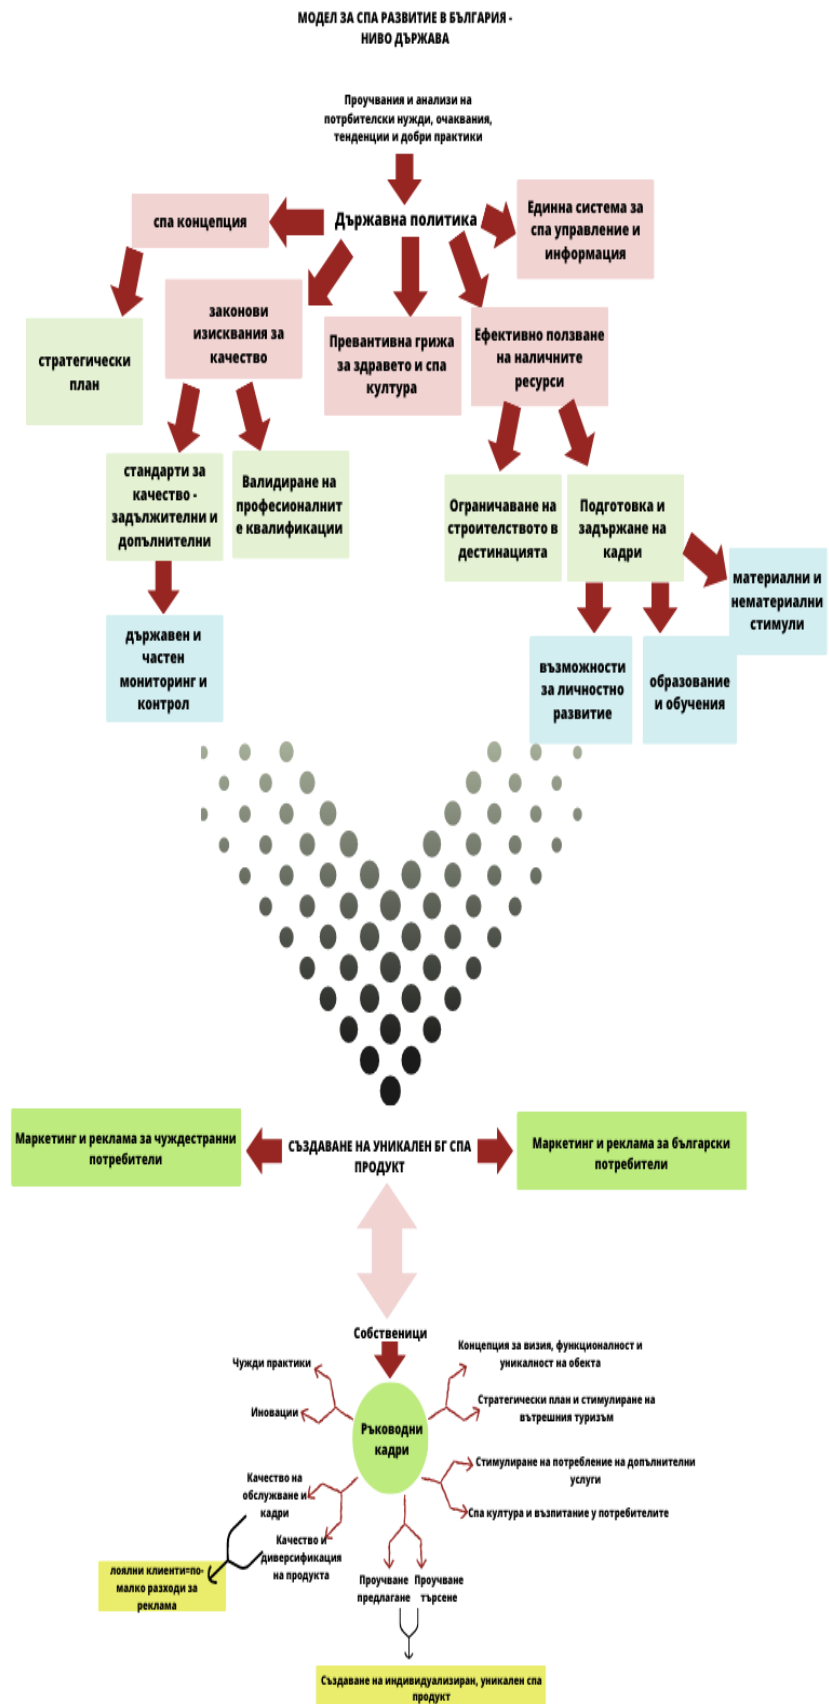 МОДЕЛ ЗА СПА РАЗВИТИЕ В БЪЛГАРИЯ -
НИВО ДЪРЖАВА
Проучвания и анализи на
потрбителски нужди, очаквания,
тенденции и добри практики
Държавна политика
спа концепция
Единна система за
спа управление и
информация
законови
изисквания за
качество
Превантивна грижа
за здравето и спа
култура
Ефективно ползване
на наличните
ресурси
стратегически
план
стандарти за
качество -
задължителни и
допълнителни
Валидиране на
професионалнит
е квалификации
Ограничаване на
строителството в
дестинацията
Подготовка и
задържане на
кадри
материални и
нематериални
стимули
държавен и
частен
мониторинг и
контрол
възможности
за личностно
развитие
образование
и обучения
Маркетинг и реклама за чуждестранни
потребители
СЪЗДАВАНЕ НА УНИКАЛЕН БГ СПА
ПРОДУКТ
Маркетинг и реклама за български
потребители
Собственици
Ръководни
кадри
Чужди практики
Иновации
Концепция за визия, функционалност и
уникалност на обекта
Стратегически план и стимулиране на
вътрешния туризъм
Стимулиране на потребление на допълнителни
услуги
Спа култура и възпитание у потребителите
Качество на
обслужване и
кадри
Качество и
диверсификация
на продукта
Проучване
предлагане
Проучване
търсене
лоялни клиенти=по-
малко разходи за
реклама
Създаване на индивидуализиран, уникален спа
продукт